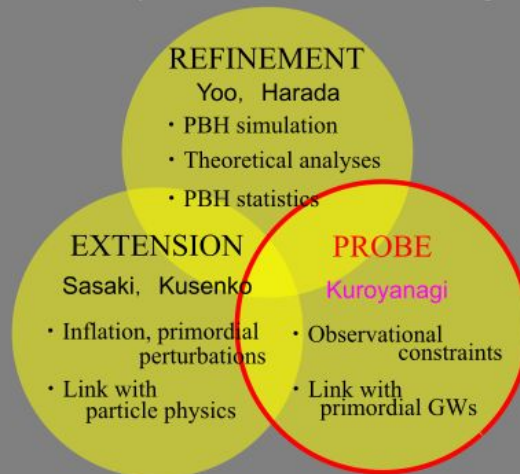 REFINEMENT
Yoo, Harada
・PBH simulation
・Theoretical analyses
・PBH statistics
EXTENSION
Sasaki, Kusenko
・Inflation, primordial
perturbations
・Link with
particle physics
PROBE
Kuroyanagi
・Observational
constraints
・Link with
primordial GWs